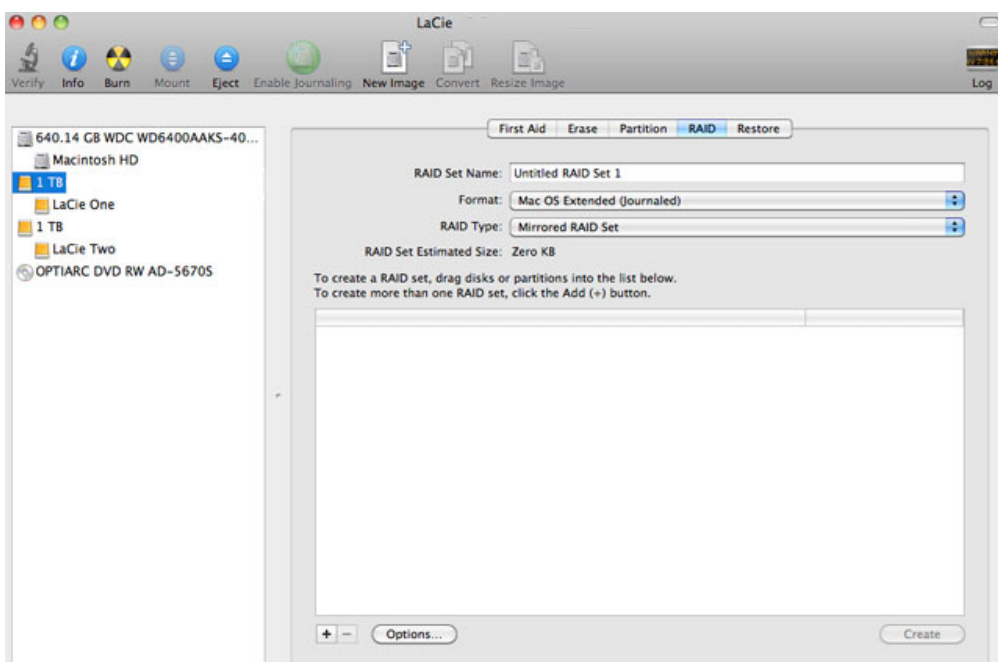 LaCie
Verify Info Burn Mount Eject Enable Journaling New Image Convert Resize Image Log
640.14 GB WDC WD6400AAKS-40...
Macintosh HD
1 TB
LaCie One
1 TB
LaCie Two
OPTIARC DVD RW AD-5670S
First Aid Erase Partition RAID Restore
RAID Set Name: Untitled RAID Set 1
Format: Mac OS Extended (Journaled)
RAID Type: Mirrored RAID Set
RAID Set Estimated Size: Zero KB
To create a RAID set, drag disks or partitions into the list below.
To create more than one RAID set, click the Add (+) button.
+ − Options... Create